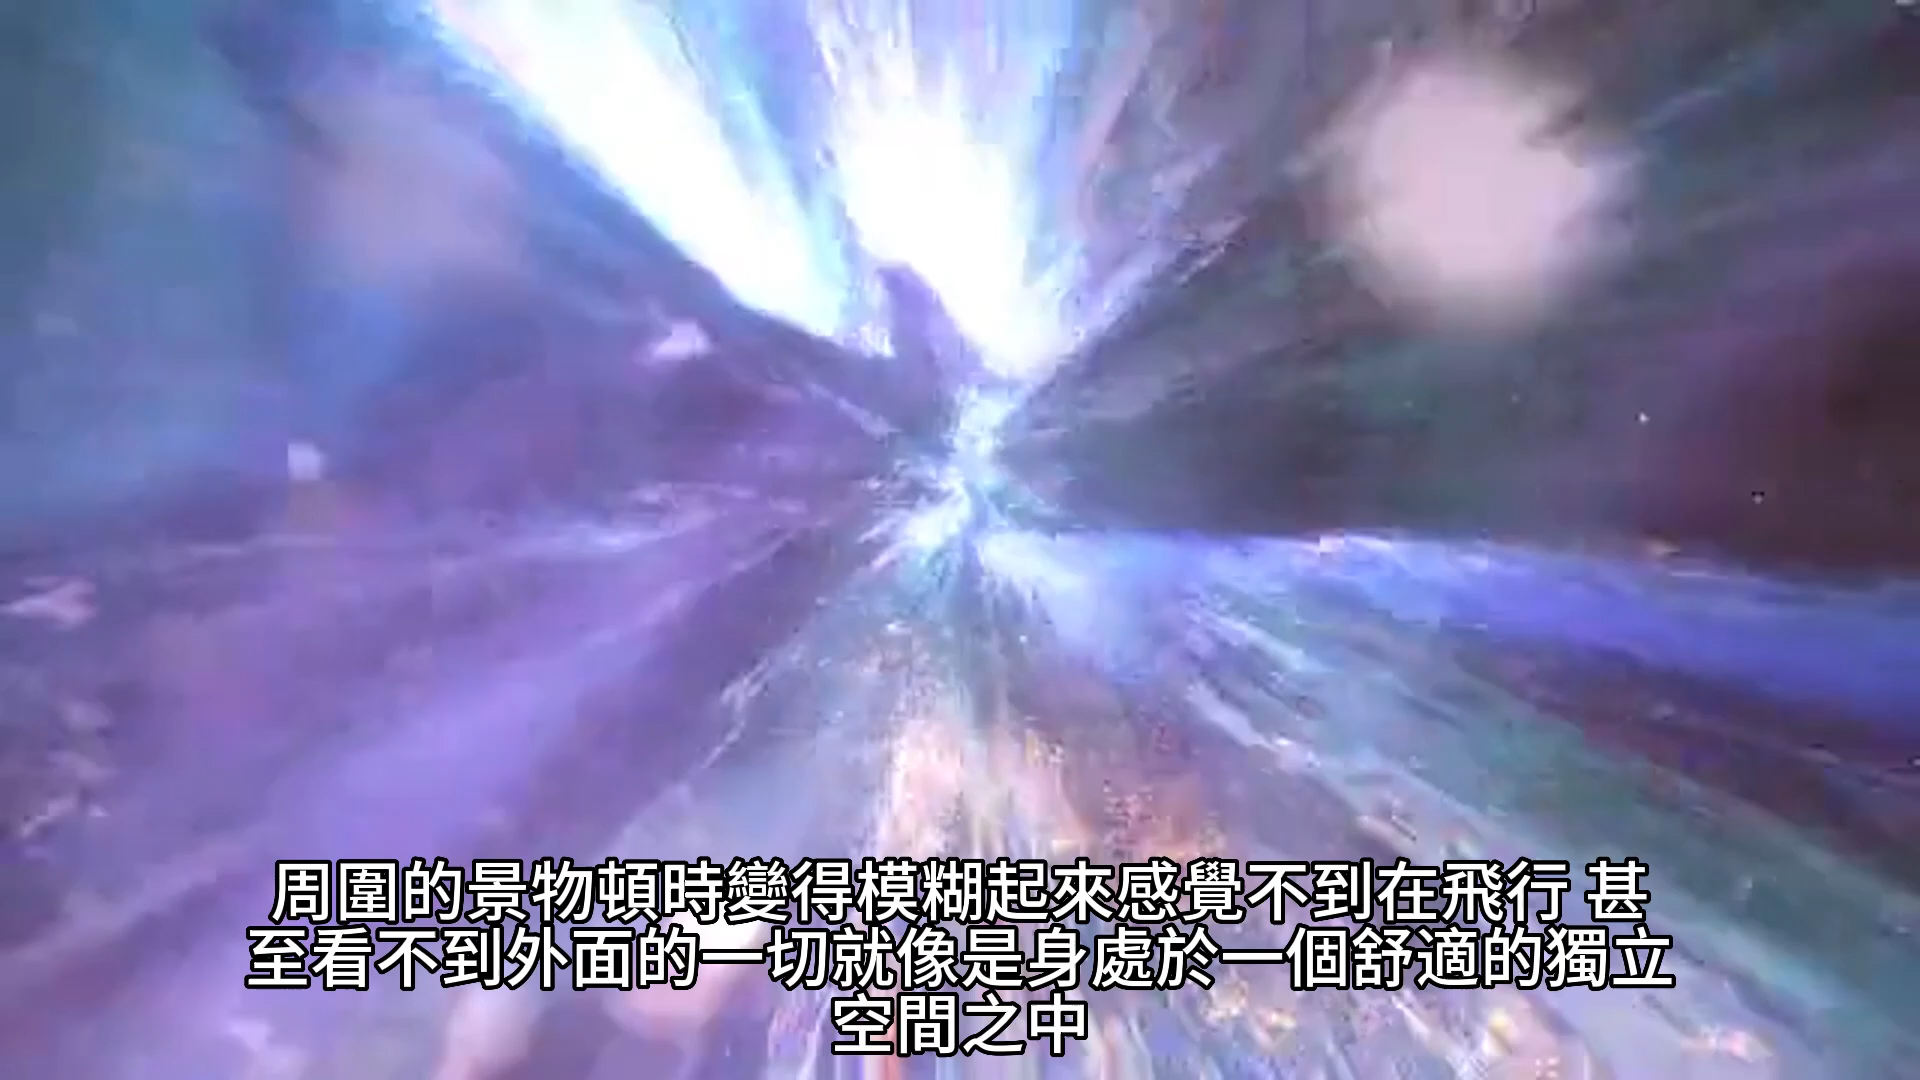 周圍的景物頓時變得模糊起來感覺不到在飛行 甚
至看不到外面的一切就像是身處於一個舒適的獨立
空間之中